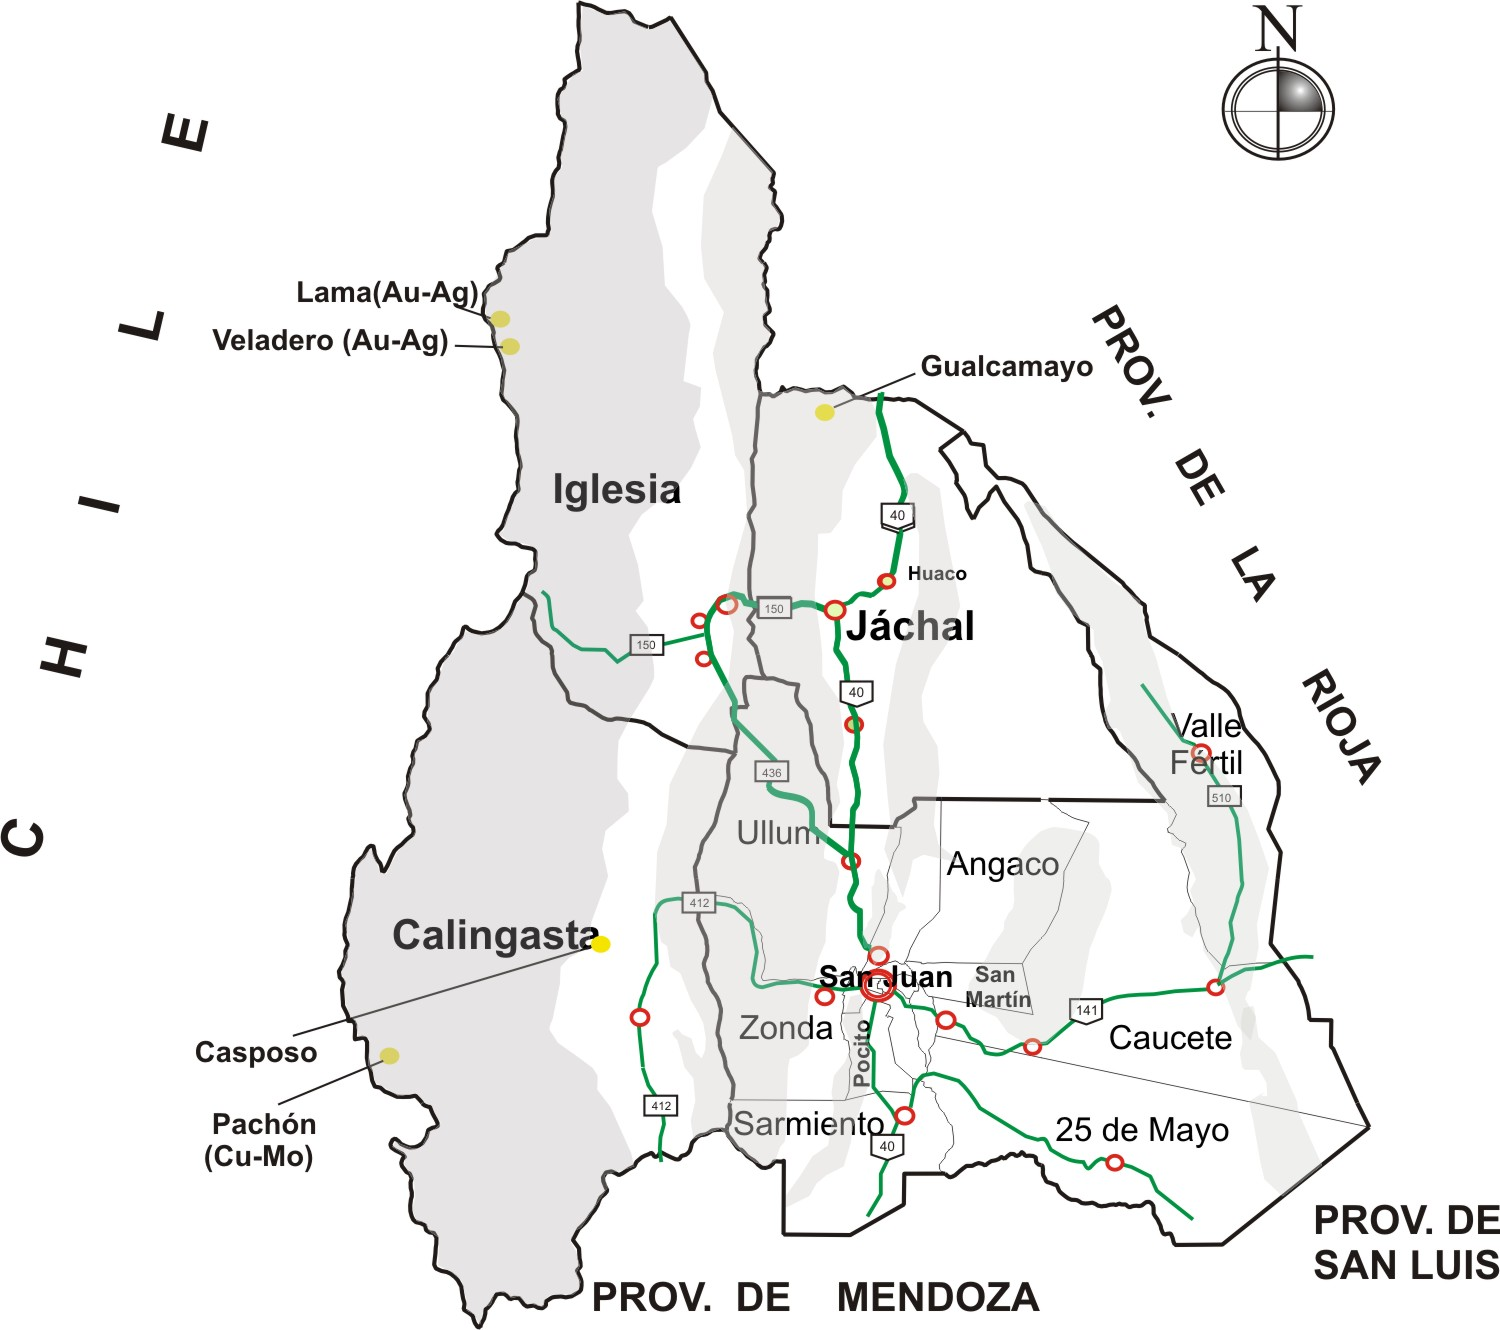 N
CHILE
Lama(Au-Ag)
Veladero (Au-Ag)
Gualcamayo
PROV. DE LA RIOJA
Iglesia
40
Huaco
150
Jáchal
150
40
Valle
Fértil
436
510
Ullum
Angaco
412
Calingasta
San Juan
San
Martín
141
Zonda
Pocito
Caucete
Casposo
412
Pachón
(Cu-Mo)
Sarmiento
25 de Mayo
40
PROV. DE
SAN LUIS
PROV. DE MENDOZA